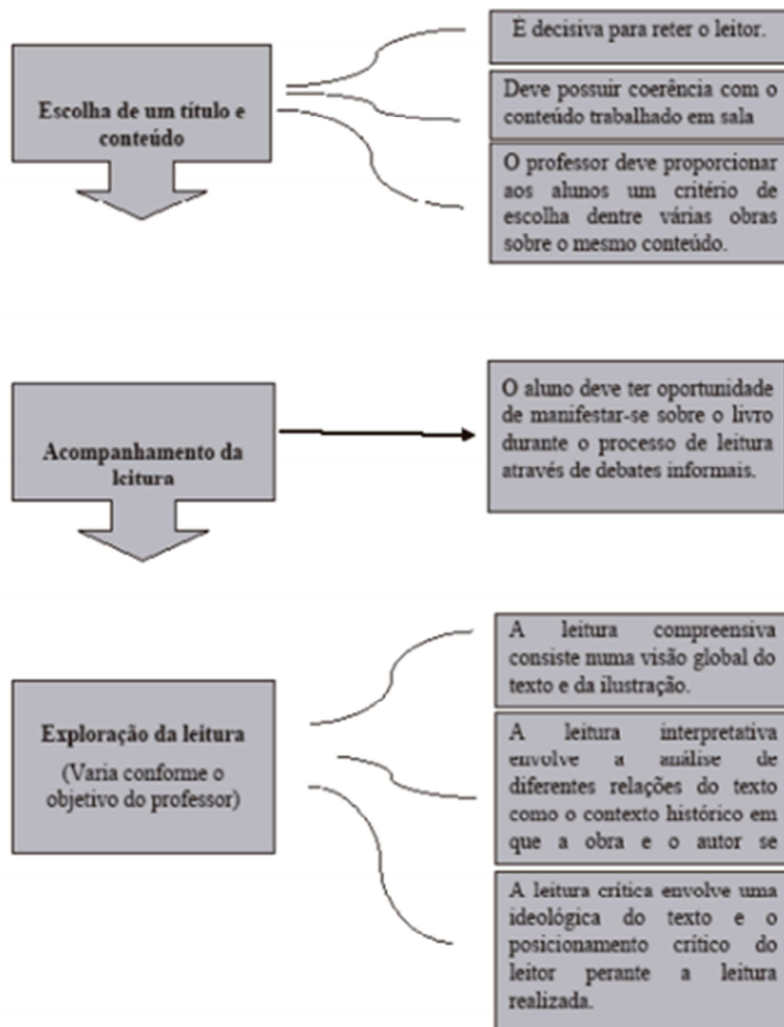 Escolha de um título e
conteúdo
É decisiva para reter o leitor.
Deve possuir coerência com o
conteúdo trabalhado em sala
O professor deve proporcionar
aos alunos um critério de
escolha dentre várias obras
sobre o mesmo conteúdo.
Acompanhamento da
leitura
O aluno deve ter oportunidade
de manifestar-se sobre o livro
durante o processo de leitura
através de debates informais.
Exploração da leitura
(Varia conforme o
objetivo do professor)
A leitura compreensiva
consiste numa visão global do
texto e da ilustração.
A leitura interpretativa
envolve a análise de
diferentes relações do texto
como o contexto histórico em
que a obra e o autor se
A leitura crítica envolve uma
ideológica do texto e o
posicionamento crítico do
leitor perante a leitura
realizada.